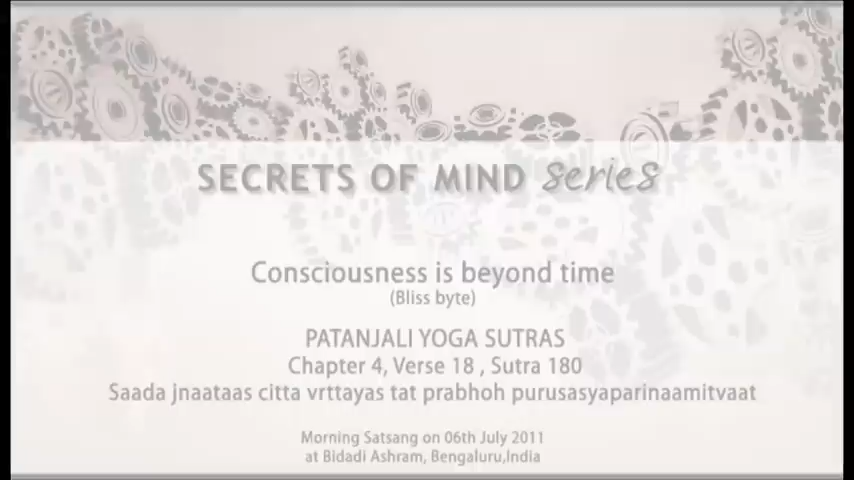 SECRETS OF MIND series
Consciousness is beyond time
(Bliss byte)
PATANJALI YOGA SUTRAS
Chapter 4, Verse 18 , Sutra 180
Saada jnaataas citta vrttayas tat prabhoh purusasyaparinaamitvaat
Morning Satsang on 06th July 2011
at Bidadi Ashram, Bengaluru,India